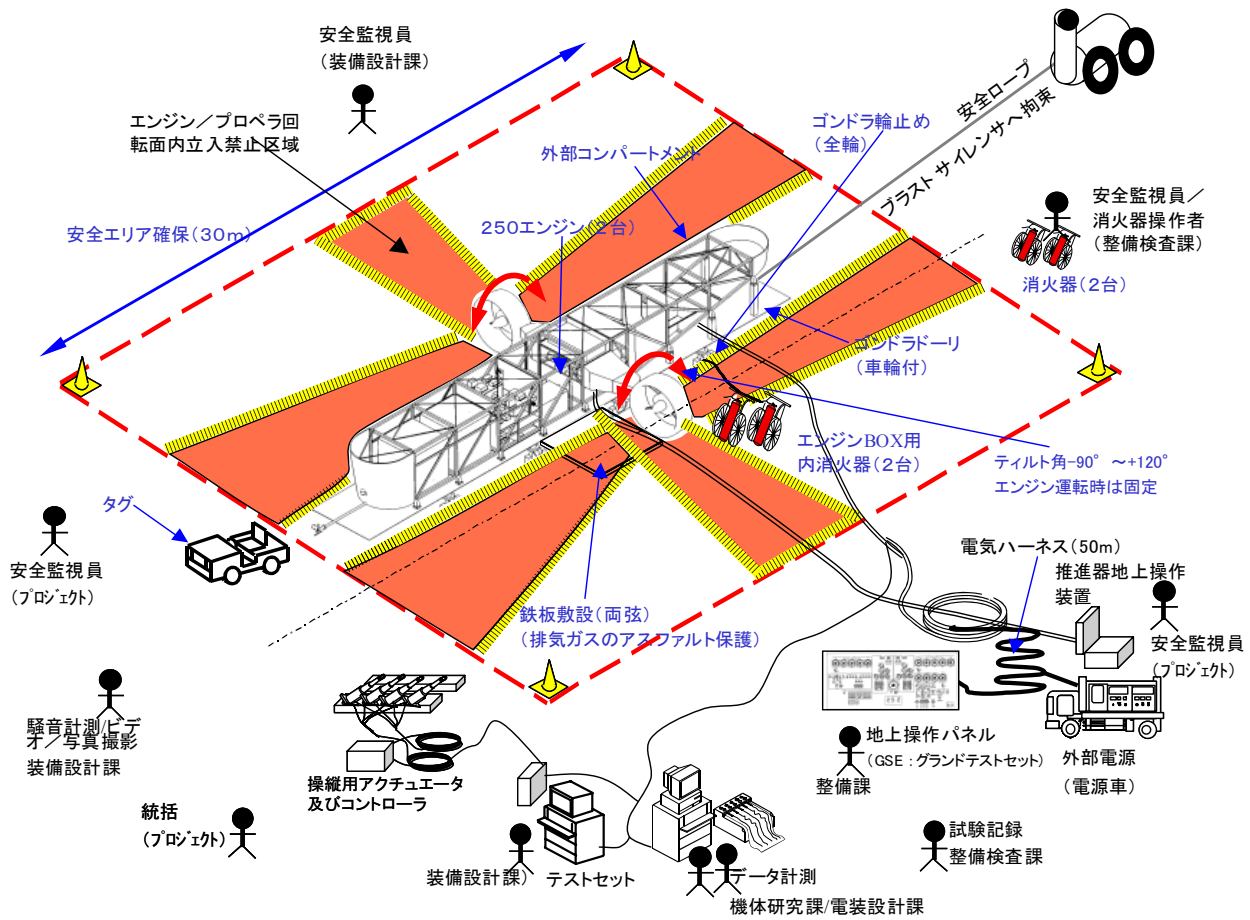 安全監視員
(装備設計課)
エンジン／プロペラ回
転面内立入禁止区域
外部コンパートメント
ゴンドラ輪止め
(全輪)
安全ロープ
ブラスト サイレンサへ拘束
安全監視員／
消火器操作者
(整備検査課)
消火器(２台)
安全エリア確保(３０ｍ)
250エンジン(２台)
ゴンドラドーリ
(車輪付)
エンジンBOX用
内消火器(２台)
ティルト角-90° ～+120°
エンジン運転時は固定
タグ
安全監視員
(プロジェクト)
鉄板敷設(両弦)
(排気ガスのアスファルト保護)
電気ハーネス(50m)
推進器地上操作
装置
安全監視員
(プロジェクト)
騒音計測/ビデ
オ／写真撮影
装備設計課
操縦用アクチュエータ
及びコントローラ
地上操作パネル
(GSE：グランドテストセット)
整備課
外部電源
(電源車)
統括
(プロジェクト)
試験記録
整備検査課
装備設計課)
テストセット
データ計測
機体研究課/電装設計課